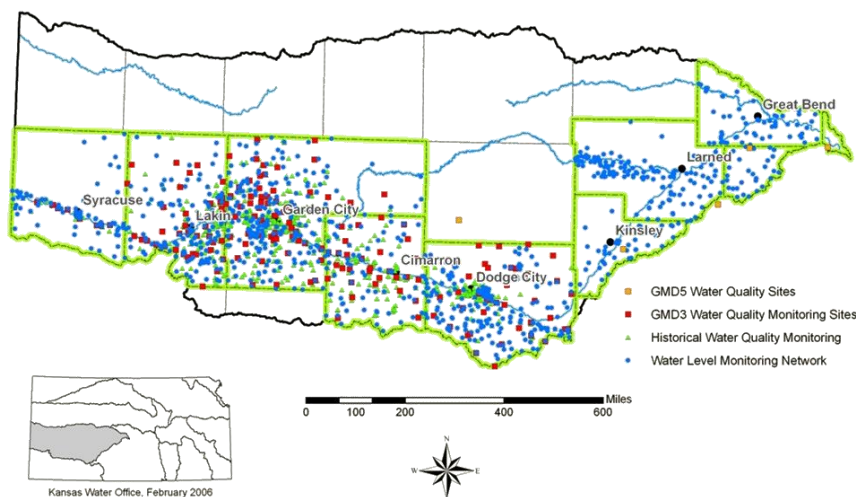 Great Bend
Larned
Syracuse
Lakin
Garden City
Kinsley
Cimarron
Dodge City
GMD5 Water Quality Sites
GMD3 Water Quality Monitoring Sites
Historical Water Quality Monitoring
Water Level Monitoring Network
Miles
0 100 200 400 600
N
W E
S
Kansas Water Office, February 2006